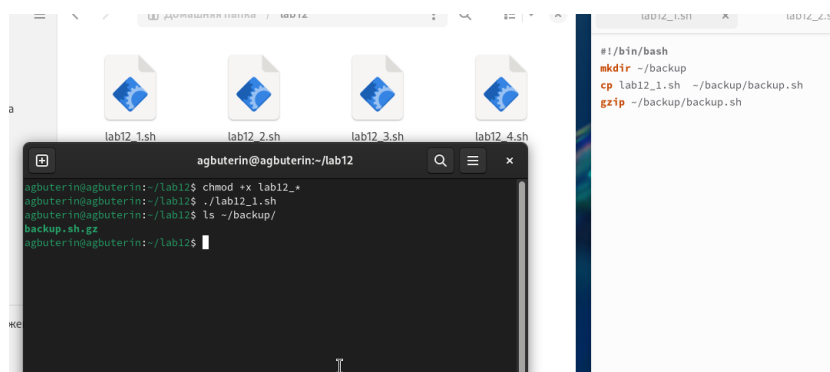 Домашняя папка / lab12
lab12_1.sh
lab12_2.sh
lab12_3.sh
lab12_4.sh
agbuterin@agbuterin:~/lab12
agbuterin@agbuterin:~/lab12$ chmod +x lab12_*
agbuterin@agbuterin:~/lab12$ ./lab12_1.sh
agbuterin@agbuterin:~/lab12$ ls ~/backup/
backup.sh.gz
agbuterin@agbuterin:~/lab12$
lab12_1.sh
#!/bin/bash
mkdir ~/backup
cp lab12_1.sh  ~/backup/backup.sh
gzip ~/backup/backup.sh